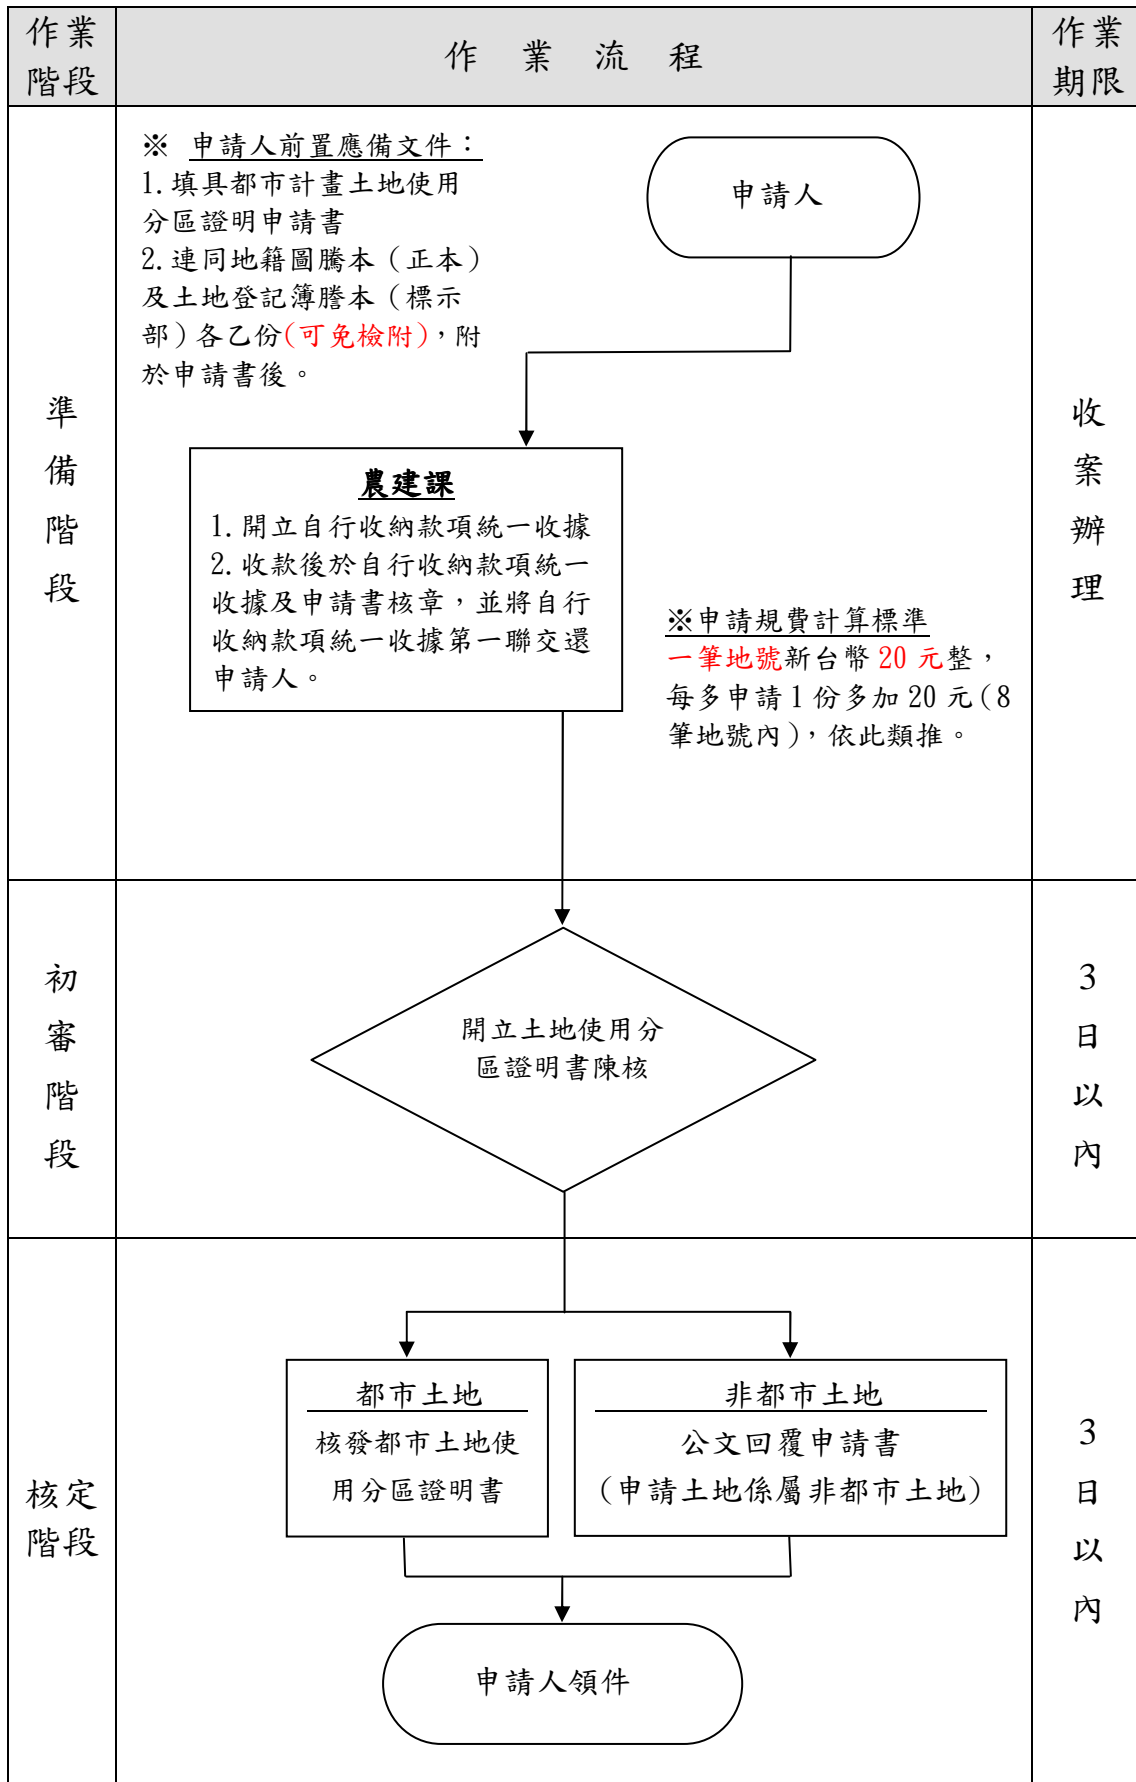 作業
階段
作業流程
作業
期限
準
備
階
段
※ 申請人前置應備文件：
1.填具都市計畫土地使用
分區證明申請書
2.連同地籍圖騰本（正本）
及土地登記簿謄本（標示
部）各乙份(可免檢附)，附
於申請書後。
申請人
農建課
1.開立自行收納款項統一收據
2.收款後於自行收納款項統一
收據及申請書核章，並將自行
收納款項統一收據第一聯交還
申請人。
※申請規費計算標準
一筆地號新台幣 20 元整，
每多申請 1 份多加 20 元（8
筆地號內），依此類推。
收
案
辦
理
初
審
階
段
開立土地使用分
區證明書陳核
3
日
以
內
核定
階段
都市土地
核發都市土地使
用分區證明書
非都市土地
公文回覆申請書
（申請土地係屬非都市土地）
申請人領件
3
日
以
內